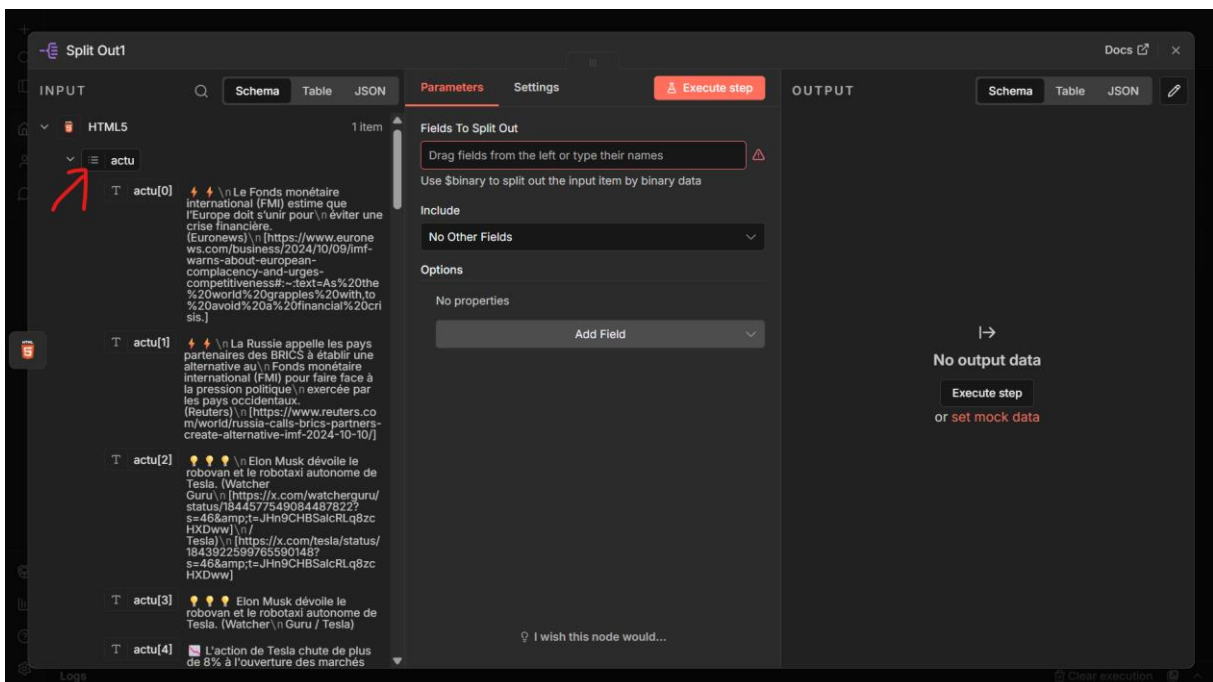 Split Out1
Docs
INPUT
Schema
Table
JSON
HTML5
1 item
actu
actu[0]
\n Le Fonds monétaire
international (FMI) estime que
l'Europe doit s'unir pour\n éviter une
crise financière.
(Euronews)\n [https://www.eurone
ws.com/business/2024/10/09/imf-
warns-about-european-
complacency-and-urges-
competitiveness#:~:text=As%20the
%20world%20grapples%20with,to
%20avoid%20a%20financial%20cri
sis.]
actu[1]
\n La Russie appelle les pays
partenaires des BRICS à établir une
alternative au\n Fonds monétaire
international (FMI) pour faire face à
la pression politique\n exercée par
les pays occidentaux.
(Reuters)\n [https://www.reuters.co
m/world/russia-calls-brics-partners-
create-alternative-imf-2024-10-10/]
actu[2]
\n Elon Musk dévoile le
robovan et le robotaxi autonome de
Tesla. (Watcher
Guru\n [https://x.com/watcherguru/
status/1844577549084487822?
s=46&amp;t=JHn9CHBSalcRLq8zc
HXDww]\n /
Tesla)\n [https://x.com/tesla/status/
1843922599765590148?
s=46&amp;t=JHn9CHBSalcRLq8zc
HXDww]
actu[3]
Elon Musk dévoile le
robovan et le robotaxi autonome de
Tesla. (Watcher\n Guru / Tesla)
actu[4]
L'action de Tesla chute de plus
de 8% à l'ouverture des marchés
Parameters
Settings
Execute step
Fields To Split Out
Drag fields from the left or type their names
Use $binary to split out the input item by binary data
Include
No Other Fields
Options
No properties
Add Field
I wish this node would...
OUTPUT
Schema
Table
JSON
No output data
Execute step
or set mock data
Logs
Clear execution